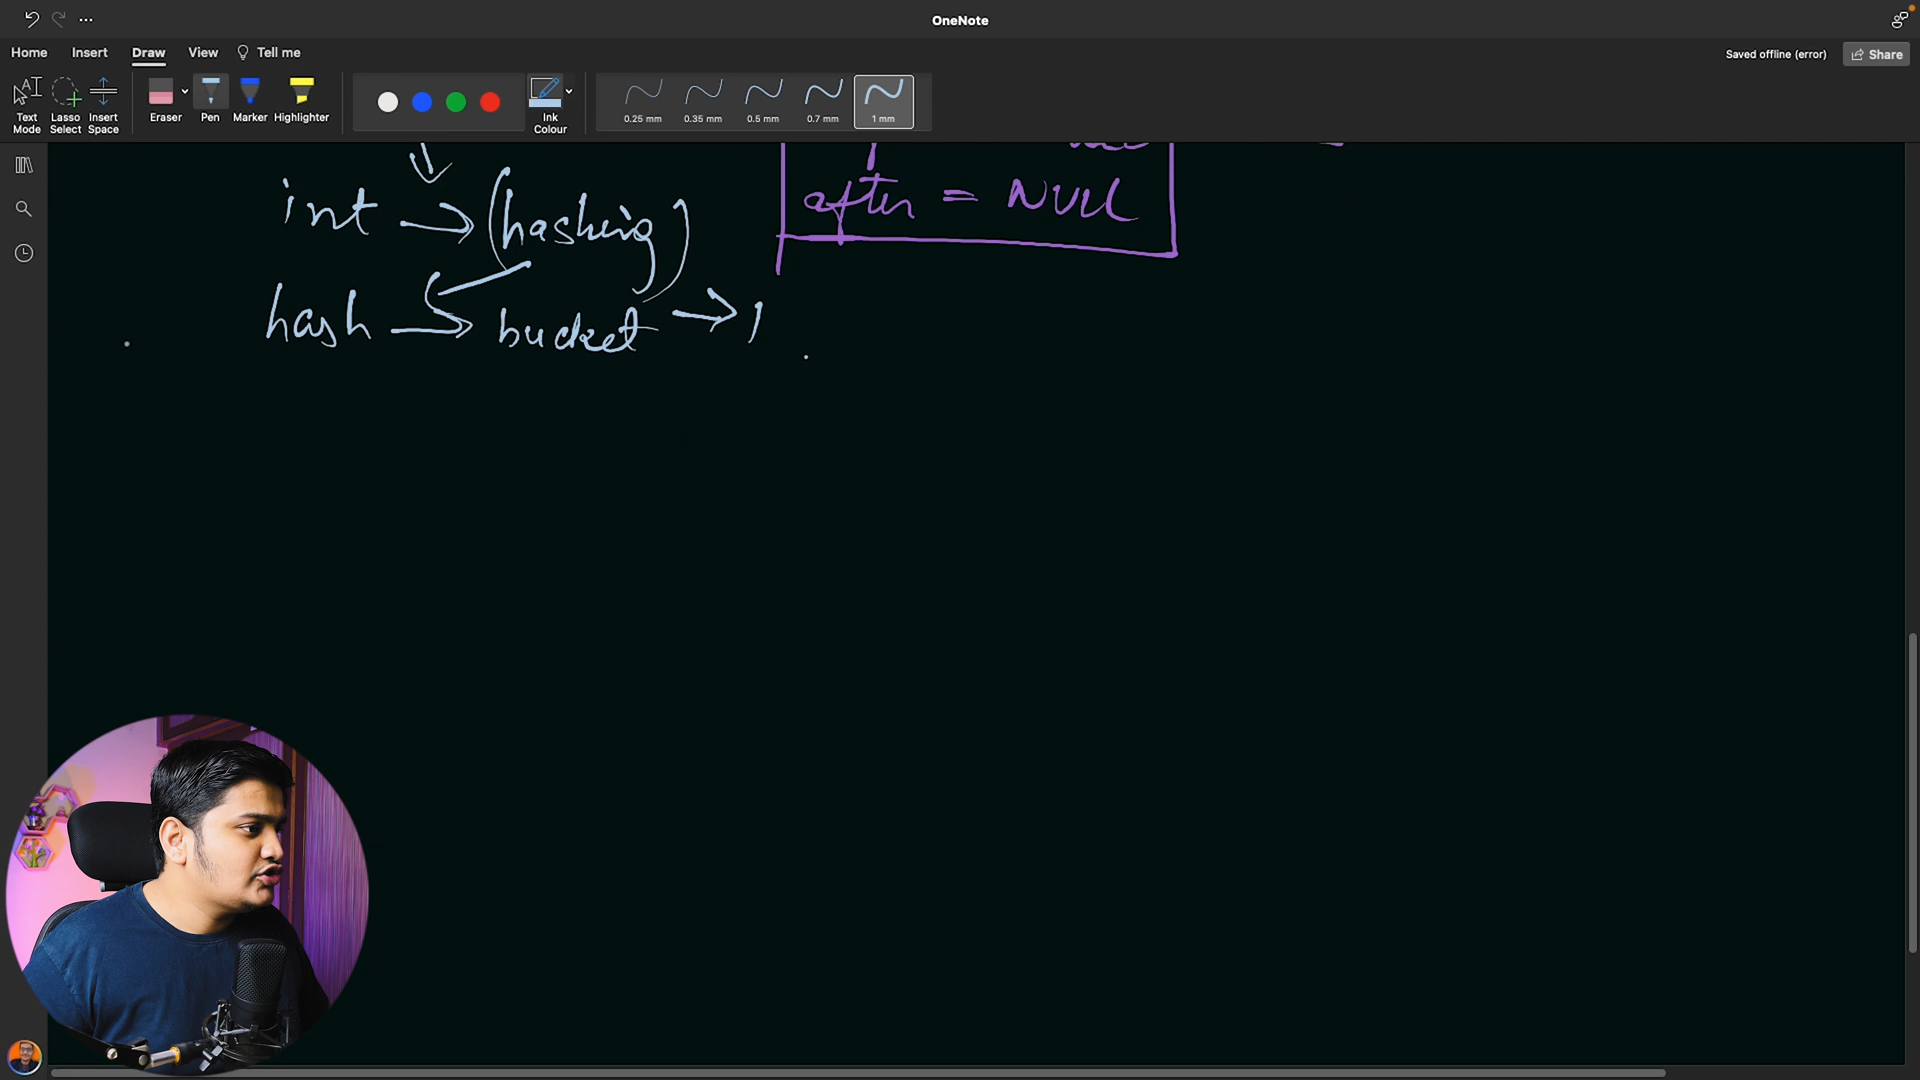 OneNote
Home Insert Draw View Tell me
Saved offline (error) Share
Text Mode
Lasso Select
Insert Space
Eraser
Pen
Marker
Highlighter
Ink Colour
0.25 mm
0.35 mm
0.5 mm
0.7 mm
1 mm
int → (hashing)
after = NULL
hash → bucket → 1